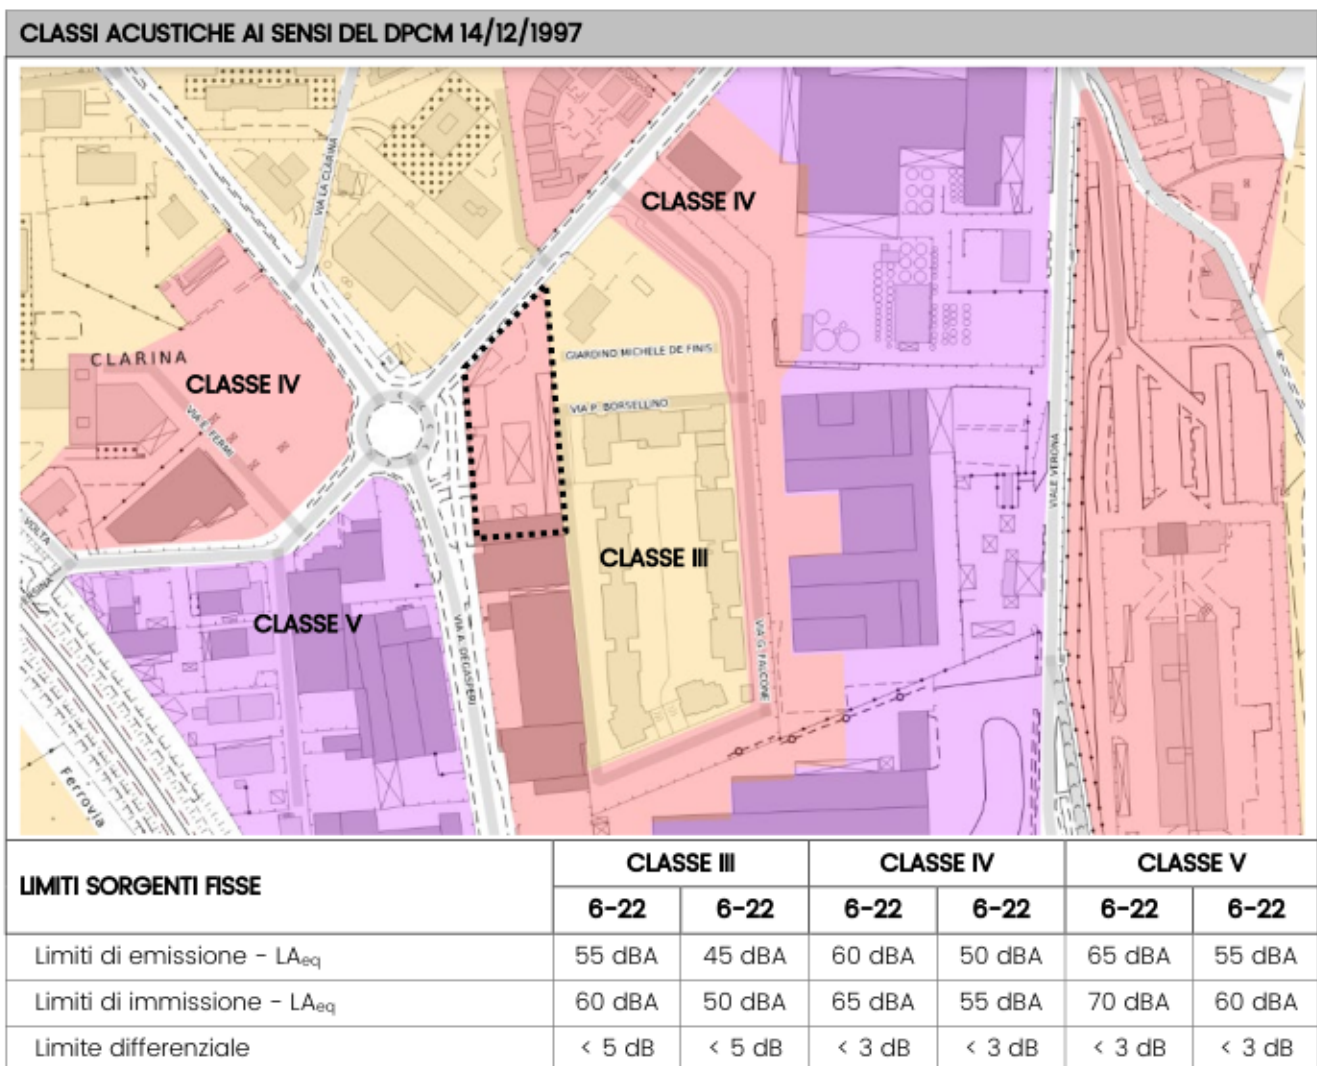 CLASSI ACUSTICHE AI SENSI DEL DPCM 14/12/1997
VIA LA CLARINA
CLASSE IV
CLARINA
CLASSE IV
GIARDINO MICHELE DE FINIS
VIA P. BORSELLINO
VIA E. FERMI
VIALE VERONA
VOLTA
CLASSE III
CLASSE V
VIA A. DEGASPERI
VIA G. FALCONE
Ferrovia
LIMITI SORGENTI FISSE CLASSE III CLASSE IV CLASSE V
6-22 6-22 6-22 6-22 6-22 6-22
Limiti di emissione - LAeq 55 dBA 45 dBA 60 dBA 50 dBA 65 dBA 55 dBA
Limiti di immissione - LAeq 60 dBA 50 dBA 65 dBA 55 dBA 70 dBA 60 dBA
Limite differenziale < 5 dB < 5 dB < 3 dB < 3 dB < 3 dB < 3 dB